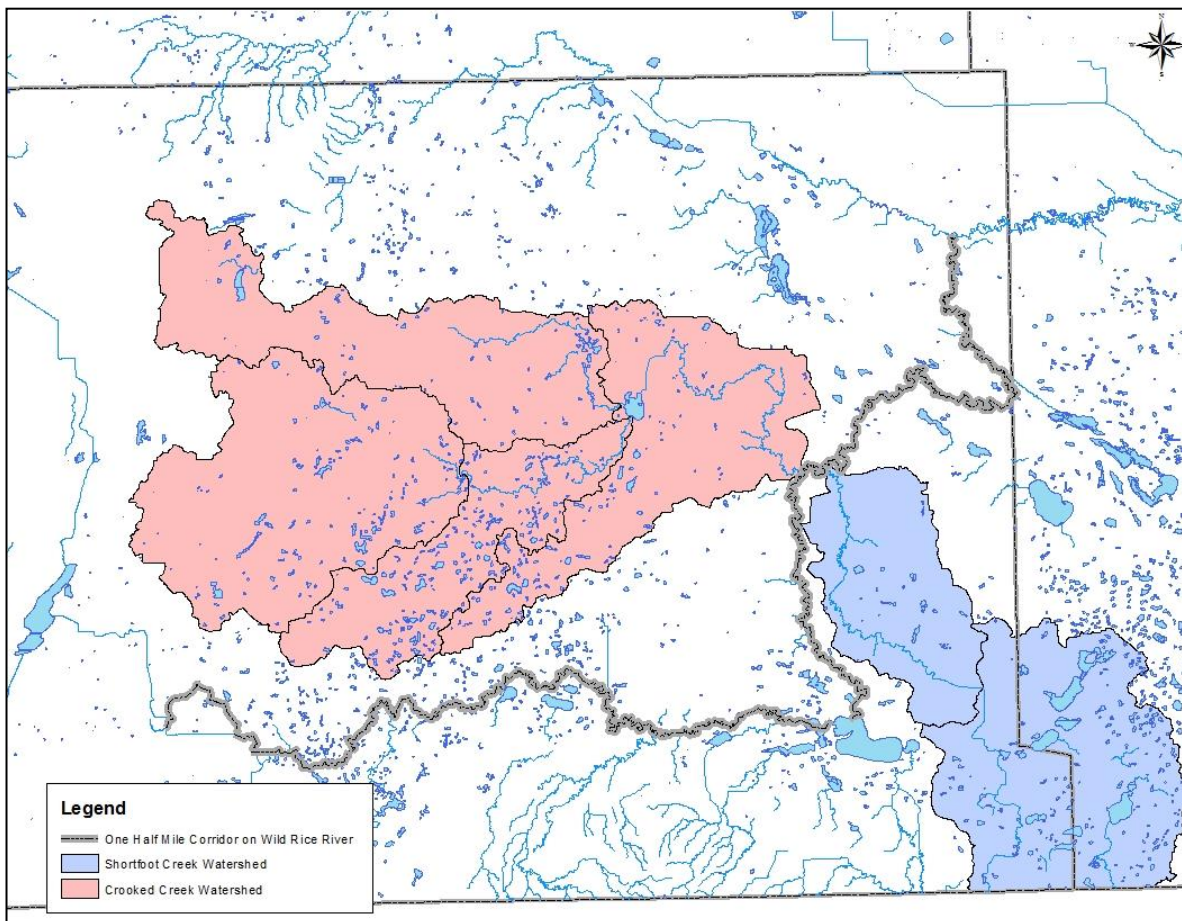 N
W
S
Legend
One Half Mile Corridor on Wild Rice River
Shortfoot Creek Watershed
Crooked Creek Watershed